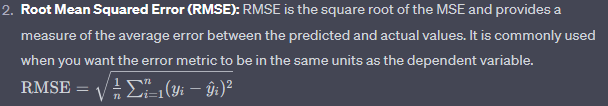 2. Root Mean Squared Error (RMSE): RMSE is the square root of the MSE and provides a
measure of the average error between the predicted and actual values. It is commonly used
when you want the error metric to be in the same units as the dependent variable.
RMSE = √(1/n ∑ⁿᵢ₌₁(yᵢ − ŷᵢ)²)